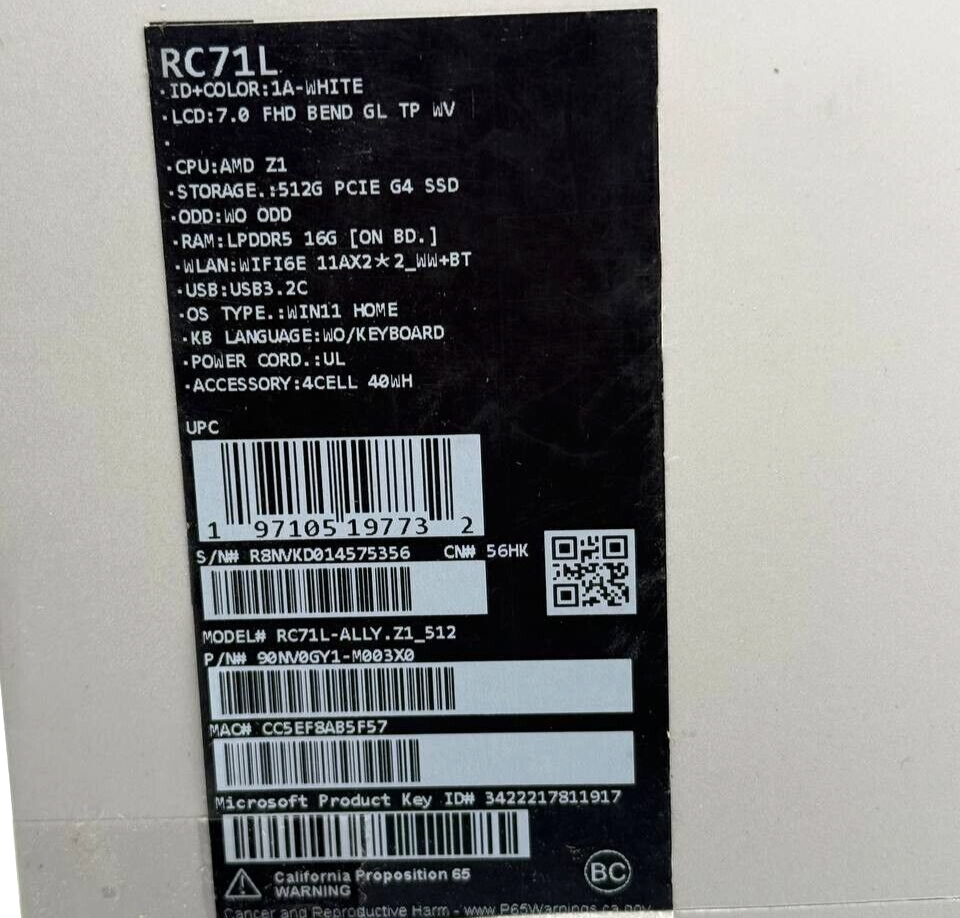 RC71L
·ID+COLOR:1A-WHITE
·LCD:7.0 FHD BEND GL TP WV
·
·CPU:AMD Z1
·STORAGE.:512G PCIE G4 SSD
·ODD:WO ODD
·RAM:LPDDR5 16G [ON BD.]
·WLAN:WIFI6E 11AX2*2_WW+BT
·USB:USB3.2C
·OS TYPE.:WIN11 HOME
·KB LANGUAGE:WO/KEYBOARD
·POWER CORD.:UL
·ACCESSORY:4CELL 40WH
UPC
1 97105 19773 2
S/N# R8NVKD014575356 CN# 56HK
MODEL# RC71L-ALLY.Z1_512
P/N# 90NV0GY1-M003X0
MAC# CC5EF8AB5F57
Microsoft Product Key ID# 3422217811917
California Proposition 65
WARNING
BC
Cancer and Reproductive Harm - www.P65Warnings.ca.gov